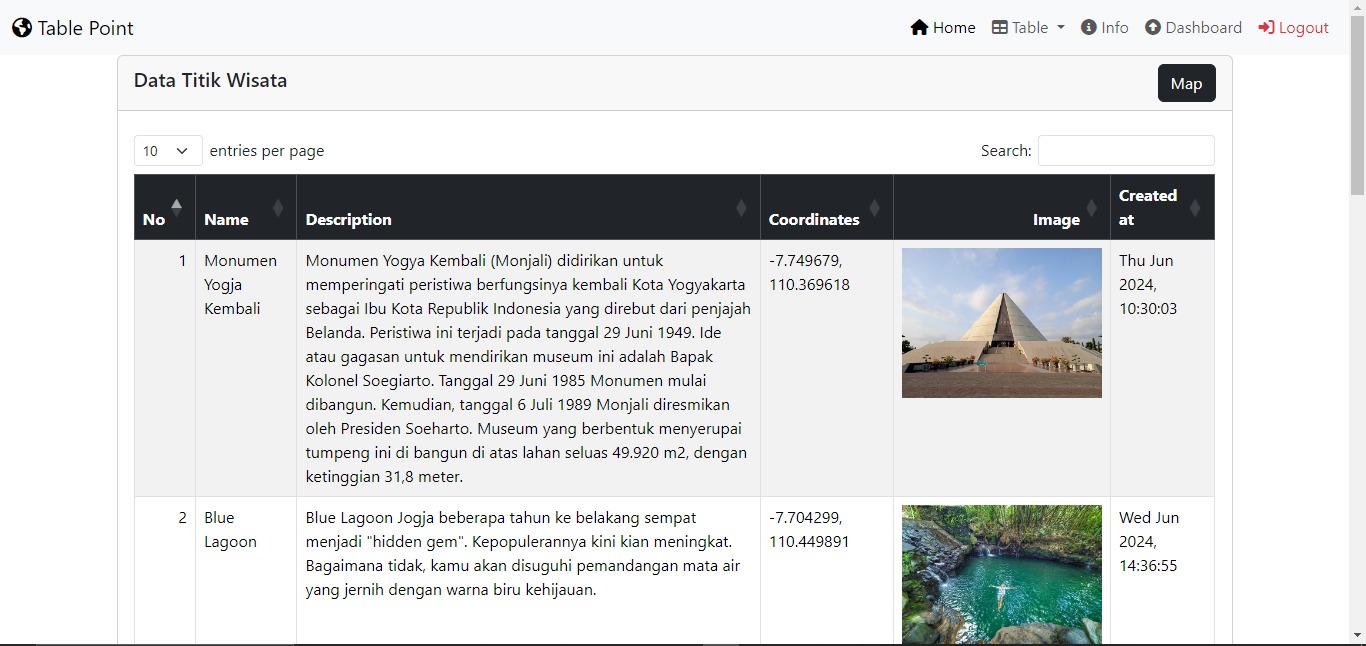 Table Point
Home
Table
Info
Dashboard
Logout
Data Titik Wisata
Map
10
entries per page
Search:
No
Name
Description
Coordinates
Image
Created
at
1
Monumen
Yogja
Kembali
Monumen Yogya Kembali (Monjali) didirikan untuk
memperingati peristiwa berfungsinya kembali Kota Yogyakarta
sebagai Ibu Kota Republik Indonesia yang direbut dari penjajah
Belanda. Peristiwa ini terjadi pada tanggal 29 Juni 1949. Ide
atau gagasan untuk mendirikan museum ini adalah Bapak
Kolonel Soegiarto. Tanggal 29 Juni 1985 Monumen mulai
dibangun. Kemudian, tanggal 6 Juli 1989 Monjali diresmikan
oleh Presiden Soeharto. Museum yang berbentuk menyerupai
tumpeng ini di bangun di atas lahan seluas 49.920 m2, dengan
ketinggian 31,8 meter.
-7.749679,
110.369618
Thu Jun
2024,
10:30:03
2
Blue
Lagoon
Blue Lagoon Jogja beberapa tahun ke belakang sempat
menjadi "hidden gem". Kepopulerannya kini kian meningkat.
Bagaimana tidak, kamu akan disuguhi pemandangan mata air
yang jernih dengan warna biru kehijauan.
-7.704299,
110.449891
Wed Jun
2024,
14:36:55